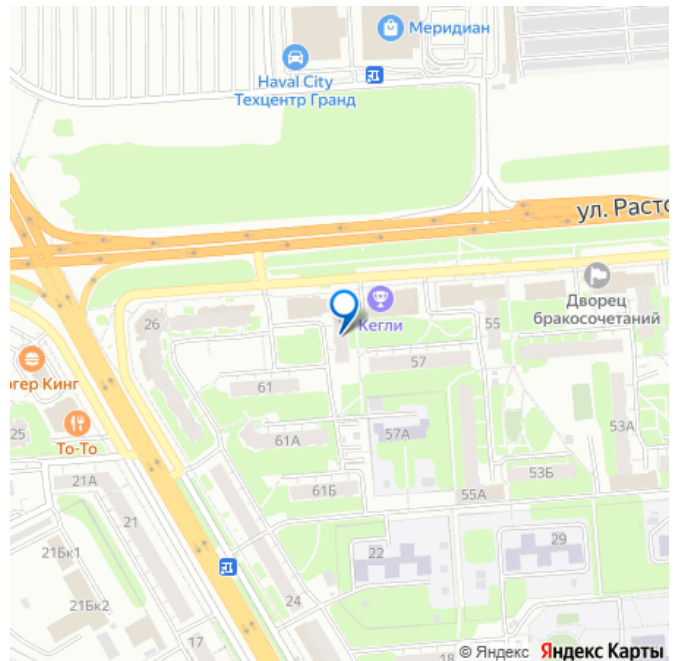 Меридиан
Haval City
Техцентр Гранд
ул. Расто
Дворец
бракосочетаний
Кегли
26
55
57
61
огер Кинг
То-То
25
61А
57А
53А
21А
61Б
55А
53Б
21
22
29
21Бк1
21Бк2
24
17
18
© Яндекс Яндекс Карты